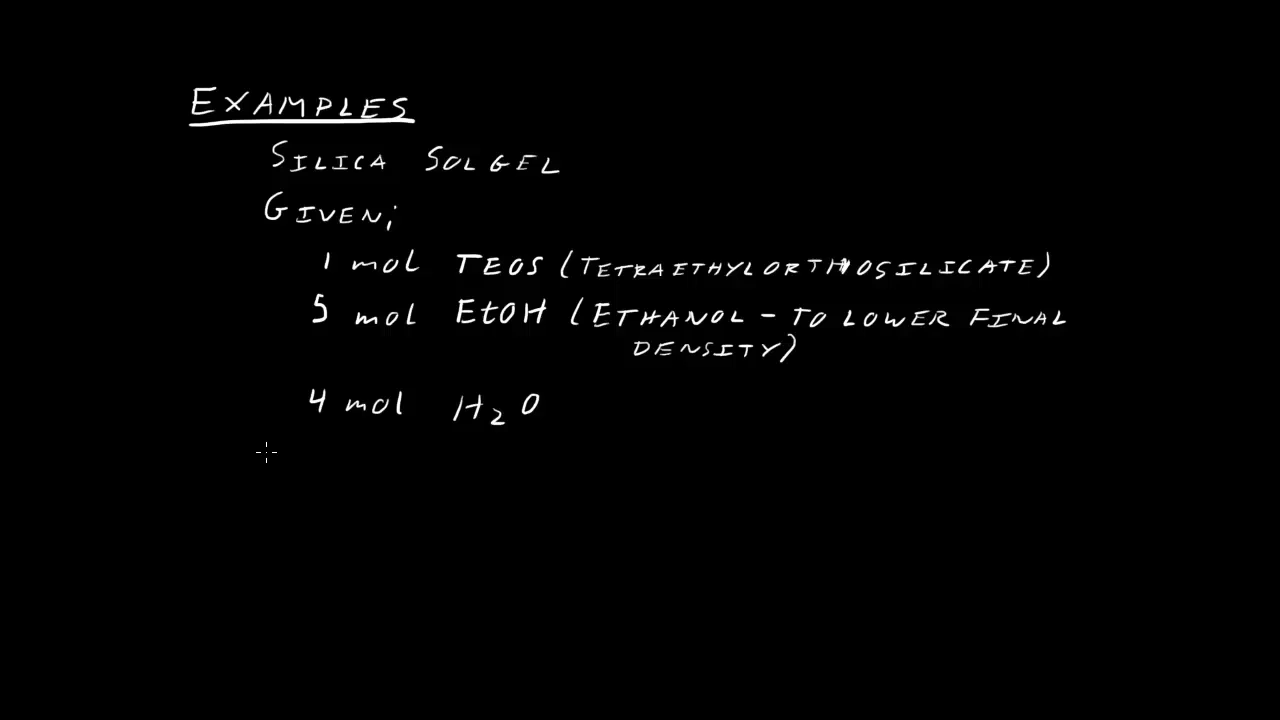 EXAMPLES
SILICA SOLGEL
GIVEN;
1 mol TEOS (TETRAETHYLORTHOSILICATE)
5 mol EtOH (ETHANOL - TO LOWER FINAL
DENSITY)
4 mol H₂O